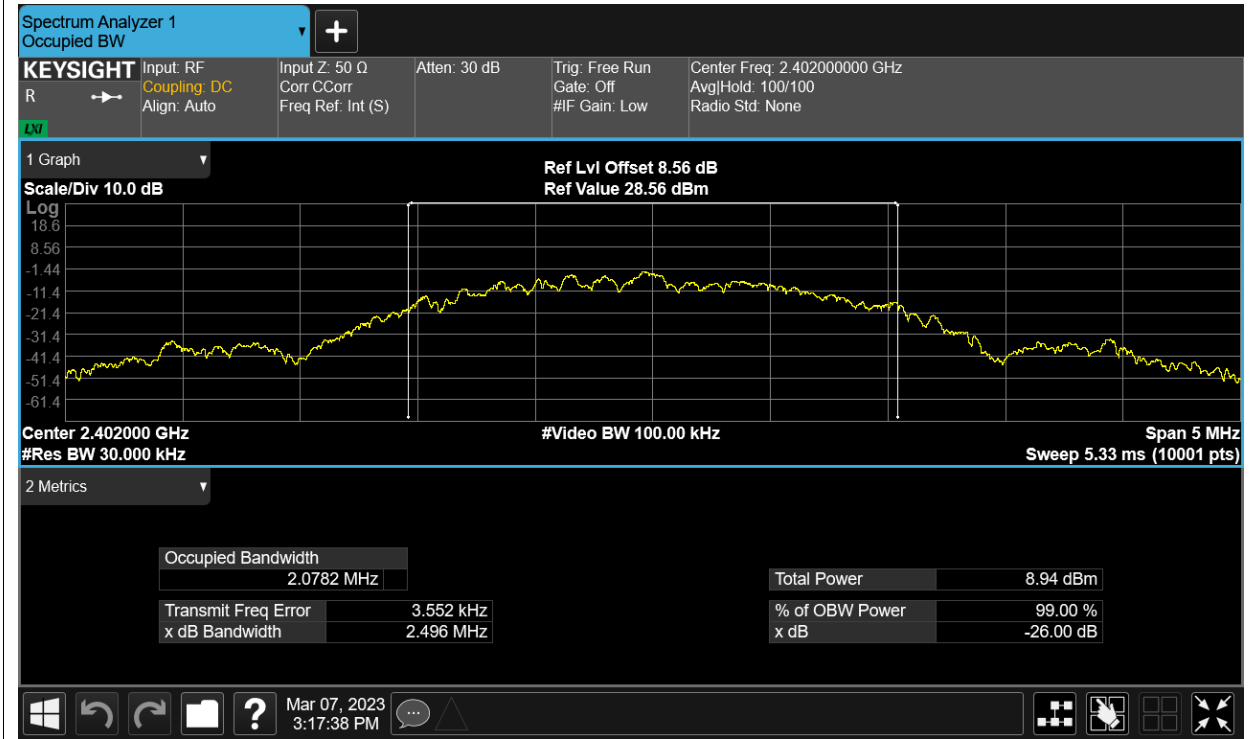 Spectrum Analyzer 1
Occupied BW
KEYSIGHT
R
LXI
Input: RF
Coupling: DC
Align: Auto
Input Z: 50 Ω
Corr CCorr
Freq Ref: Int (S)
Atten: 30 dB
Trig: Free Run
Gate: Off
#IF Gain: Low
Center Freq: 2.402000000 GHz
Avg|Hold: 100/100
Radio Std: None
1 Graph
Scale/Div 10.0 dB
Ref Lvl Offset 8.56 dB
Ref Value 28.56 dBm
Log
18.6
8.56
-1.44
-11.4
-21.4
-31.4
-41.4
-51.4
-61.4
Center 2.402000 GHz
#Video BW 100.00 kHz
Span 5 MHz
#Res BW 30.000 kHz
Sweep 5.33 ms (10001 pts)
2 Metrics
Occupied Bandwidth
2.0782 MHz
Total Power 8.94 dBm
Transmit Freq Error 3.552 kHz
% of OBW Power 99.00 %
x dB Bandwidth 2.496 MHz
x dB -26.00 dB
?
Mar 07, 2023
3:17:38 PM